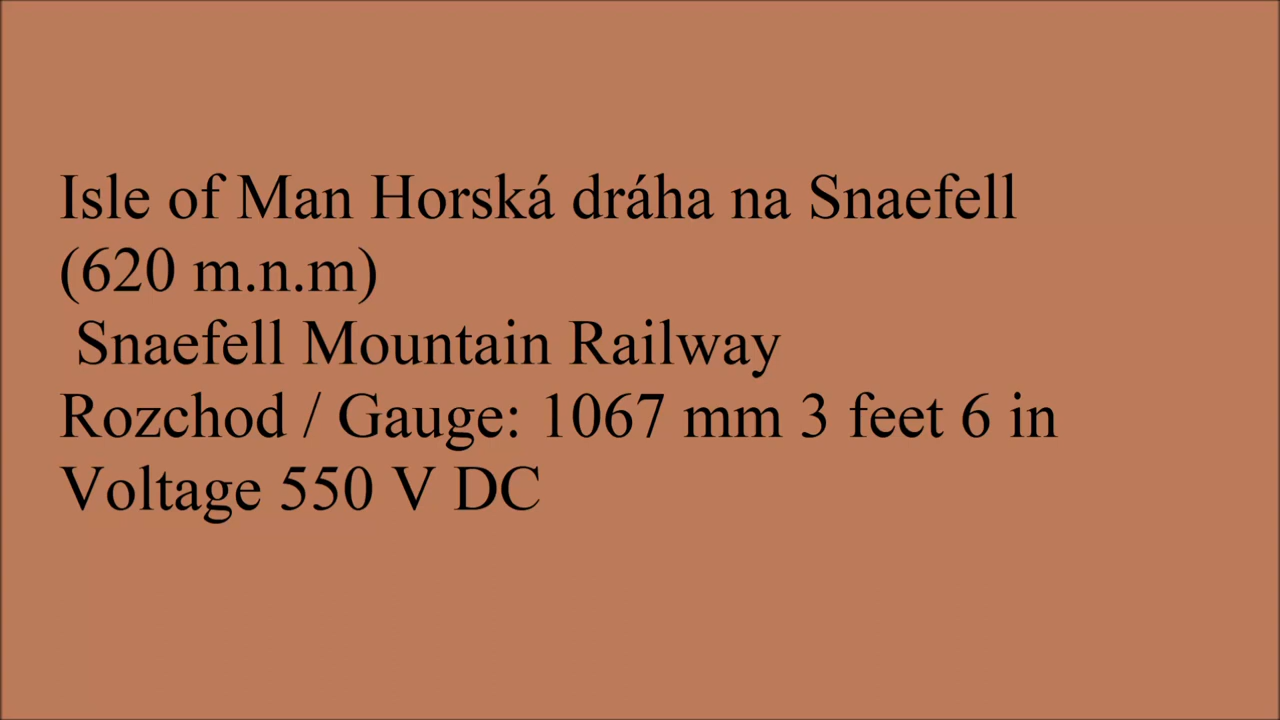 Isle of Man Horská dráha na Snaefell
(620 m.n.m)
Snaefell Mountain Railway
Rozchod / Gauge: 1067 mm 3 feet 6 in
Voltage 550 V DC